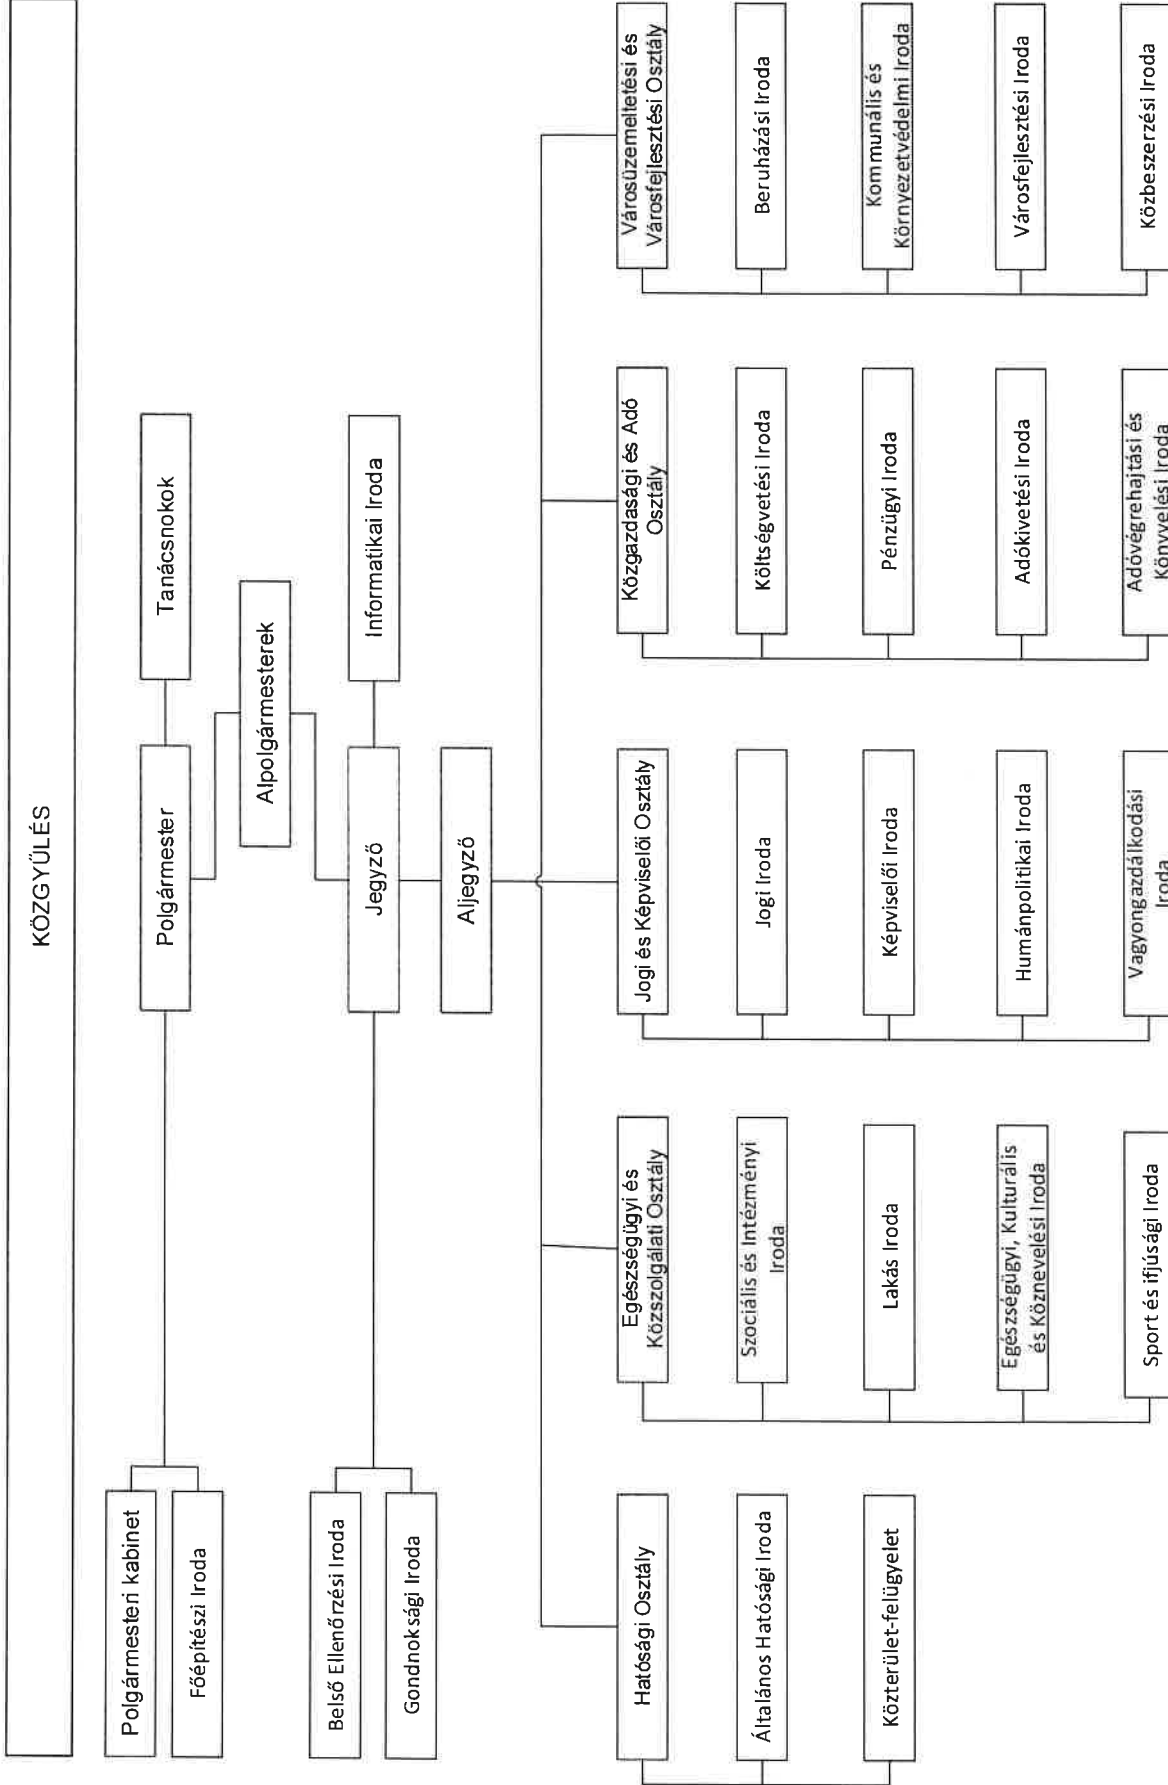 KÖZGYŰLÉS
Polgármesteri kabinet
Főépítészi Iroda
Polgármester
Tanácsnokok
Alpolgármesterek
Belső Ellenőrzési Iroda
Gondnoksági Iroda
Jegyző
Informatikai Iroda
Aljegyző
Hatósági Osztály
Általános Hatósági Iroda
Közterület-felügyelet
Egészségügyi és
Közszolgálati Osztály
Szociális és Intézményi
Iroda
Lakás Iroda
Egészségügyi, Kulturális
és Köznevelési Iroda
Sport és ifjúsági Iroda
Jogi és Képviselői Osztály
Jogi Iroda
Képviselői Iroda
Humánpolitikai Iroda
Vagyongazdálkodási
Iroda
Közgazdasági és Adó
Osztály
Költségvetési Iroda
Pénzügyi Iroda
Adókivetési Iroda
Adóvégrehajtási és
Könyvelési Iroda
Városüzemeltetési és
Városfejlesztési Osztály
Beruházási Iroda
Kommunális és
Környezetvédelmi Iroda
Városfejlesztési Iroda
Közbeszerzési Iroda